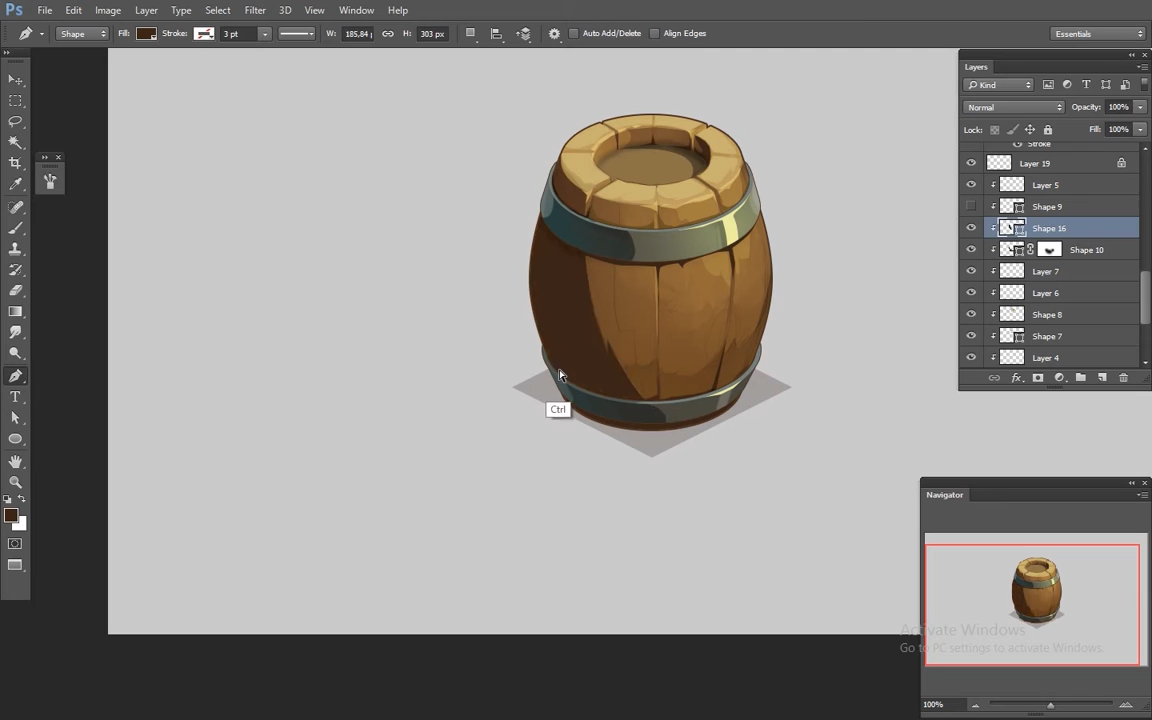 Ps File Edit Image Layer Type Select Filter 3D View Window Help
Shape Fill: Stroke: 3 pt W: 185,84 H: 303 px Auto Add/Delete Align Edges Essentials
Layers
Kind
Normal Opacity: 100%
Lock: Fill: 100%
Stroke
Layer 19
Layer 5
Shape 9
Shape 16
Shape 10
Layer 7
Layer 6
Shape 8
Shape 7
Layer 4
fx
Ctrl
Navigator
Activate Windows
Go to PC settings to activate Windows.
100%